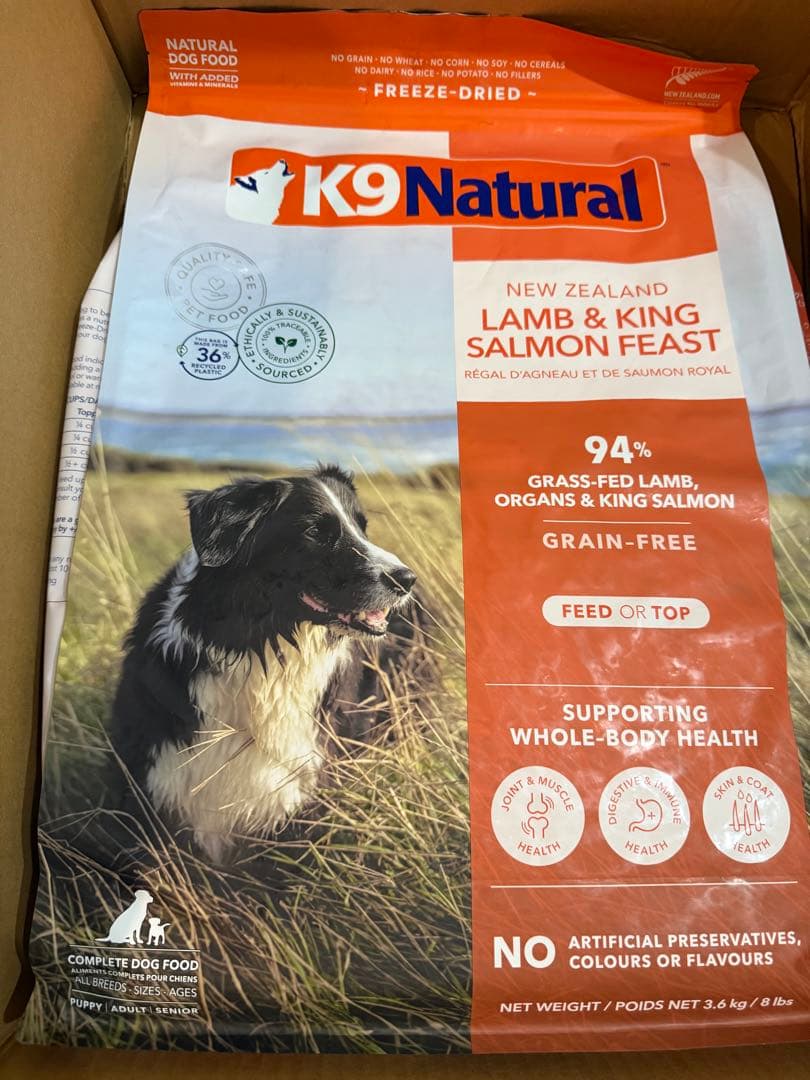 NATURAL
DOG FOOD
WITH ADDED
VITAMINS & MINERALS
NO GRAIN · NO WHEAT · NO CORN · NO SOY · NO CEREALS
NO DAIRY · NO RICE · NO POTATO · NO FILLERS
~ FREEZE-DRIED ~
NEWZEALAND.COM
K9Natural
QUALITY
PET FOOD
THIS BAG IS
MADE FROM
36%
RECYCLED
PLASTIC
ETHICALLY & SUSTAINABLY
SOURCED
100% TRACEABLE
INGREDIENTS
NEW ZEALAND
LAMB & KING
SALMON FEAST
RÉGAL D'AGNEAU ET DE SAUMON ROYAL
94%
GRASS-FED LAMB,
ORGANS & KING SALMON
GRAIN-FREE
FEED OR TOP
SUPPORTING
WHOLE-BODY HEALTH
JOINT & MUSCLE
HEALTH
DIGESTIVE & IMMUNE
HEALTH
SKIN & COAT
HEALTH
NO ARTIFICIAL PRESERVATIVES,
COLOURS OR FLAVOURS
NET WEIGHT / POIDS NET 3.6 kg / 8 lbs
COMPLETE DOG FOOD
ALIMENTS COMPLETS POUR CHIENS
ALL BREEDS - SIZES - AGES
PUPPY | ADULT | SENIOR